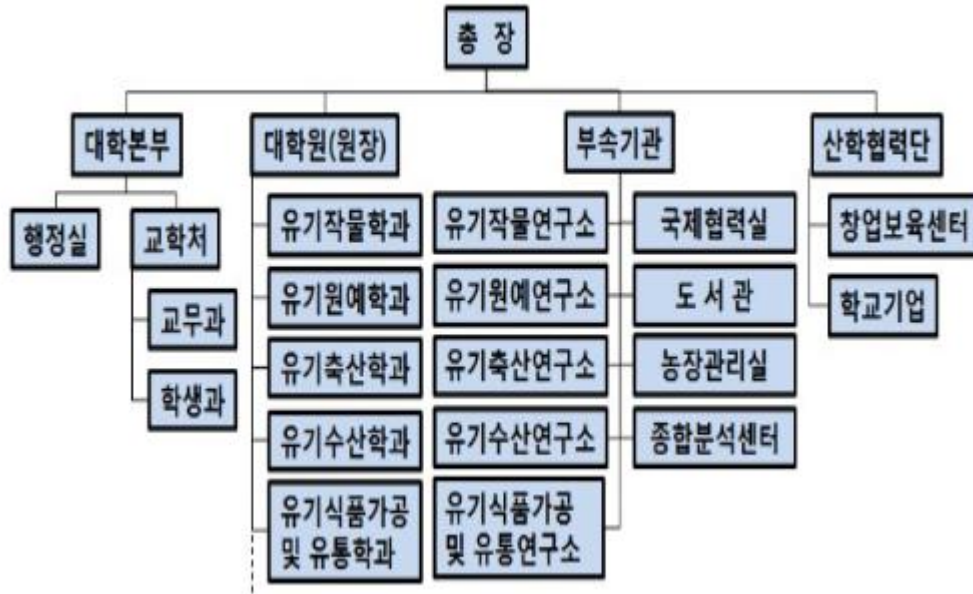 총 장
대학본부
대학원(원장)
부속기관
산학협력단
행정실
교학처
교무과
학생과
유기작물학과
유기원예학과
유기축산학과
유기수산학과
유기식품가공
및 유통학과
유기작물연구소
유기원예연구소
유기축산연구소
유기수산연구소
유기식품가공
및 유통연구소
국제협력실
도 서 관
농장관리실
종합분석센터
창업보육센터
학교기업